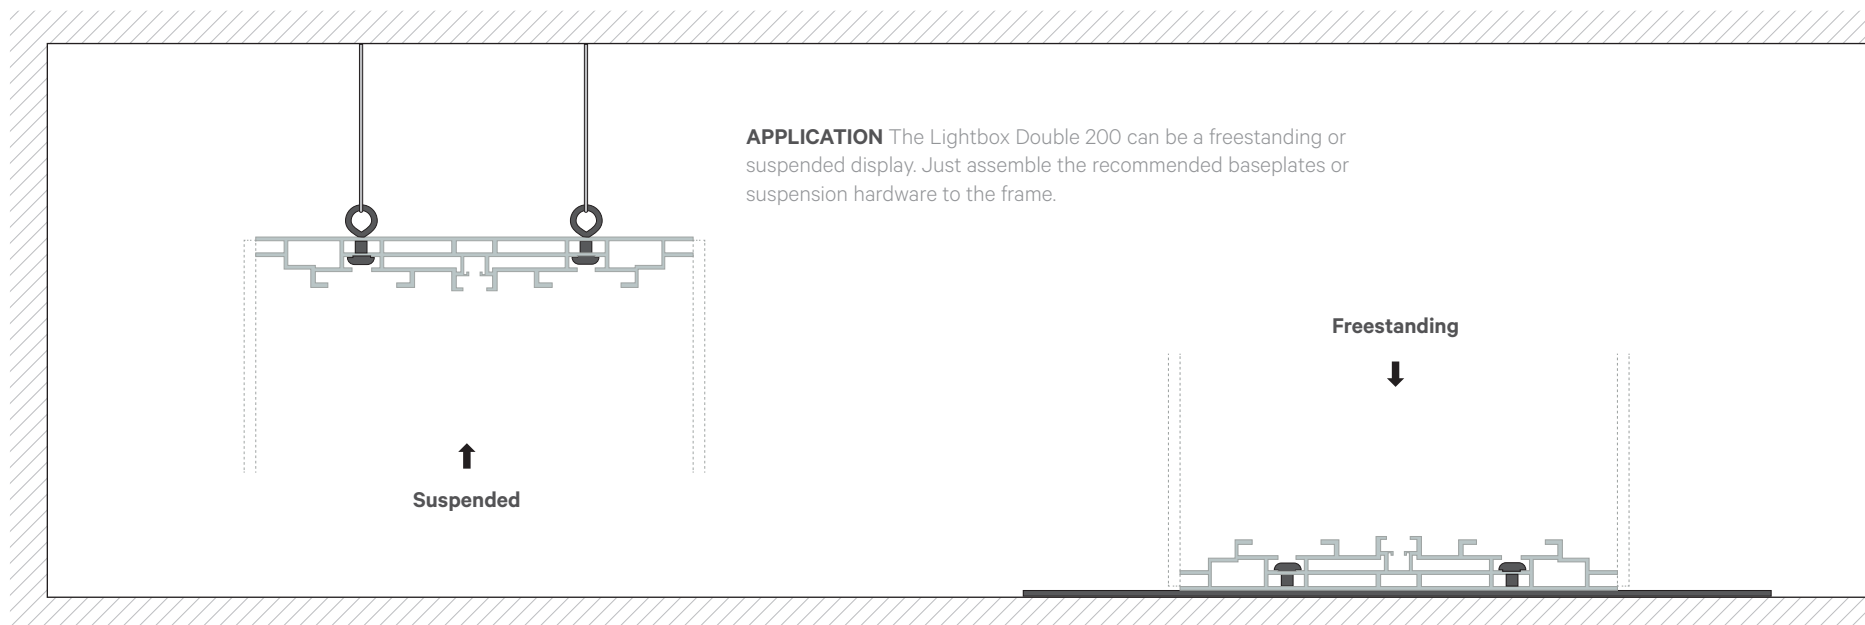 APPLICATION The Lightbox Double 200 can be a freestanding or
suspended display. Just assemble the recommended baseplates or
suspension hardware to the frame.
Freestanding
Suspended